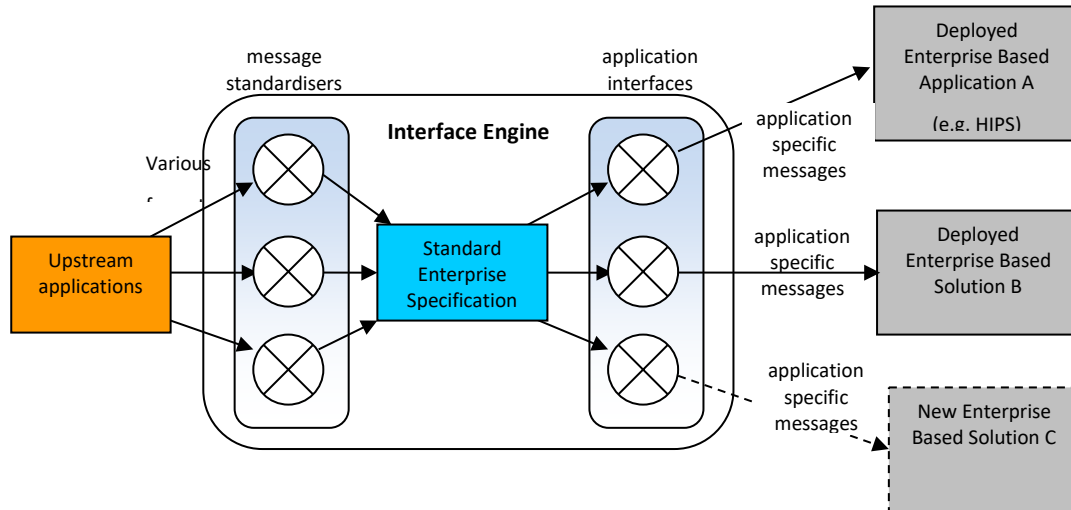 message
standardisers
application
interfaces
Interface Engine
Various
Upstream
applications
Standard
Enterprise
Specification
application
specific
messages
application
specific
messages
application
specific
messages
Deployed
Enterprise Based
Application A
(e.g. HIPS)
Deployed
Enterprise Based
Solution B
New Enterprise
Based Solution C